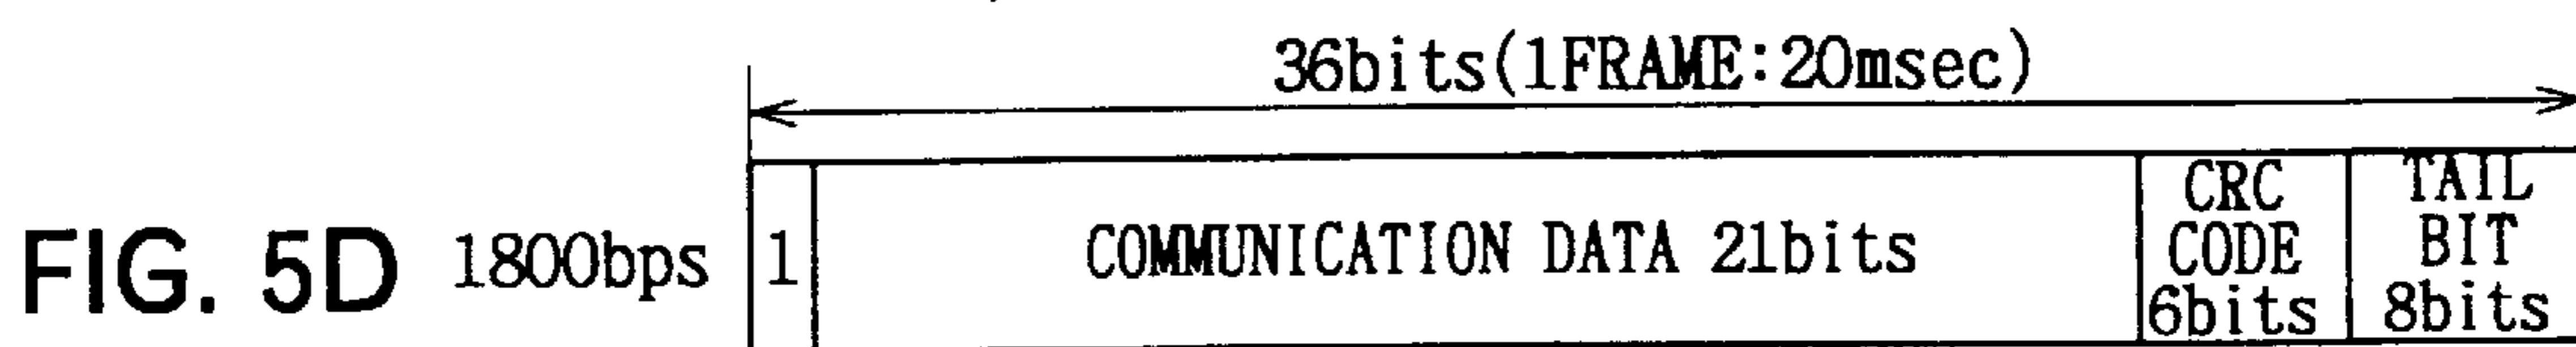 36bits(1FRAME:20msec)
FIG. 5D 1800bps 1 COMMUNICATION DATA 21bits
CRC
CODE
6bits
TAIL
BIT
8bits